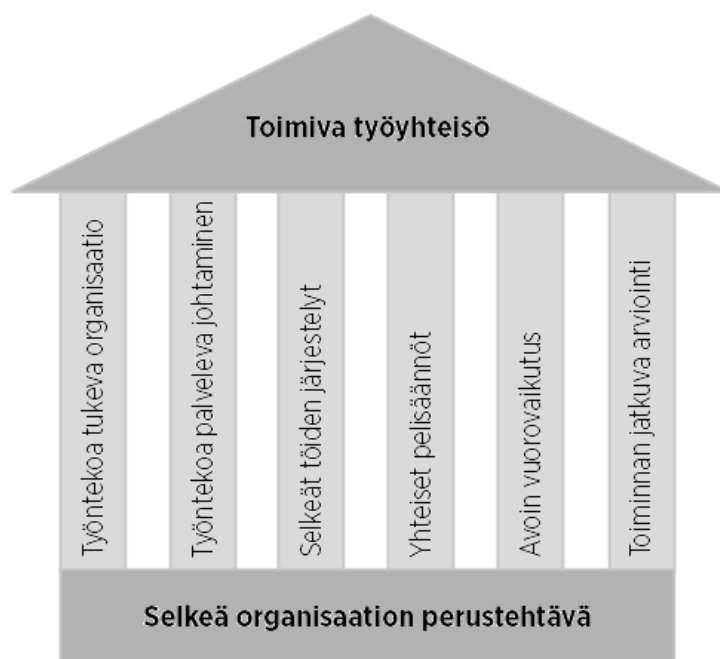 Toimiva työyhteisö
Työntekoa tukeva organisaatio
Työntekoa palveleva johtaminen
Selkeät töiden järjestelyt
Yhteiset pelisäännöt
Avoin vuorovaikutus
Toiminnan jatkuva arviointi
Selkeä organisaation perustehtävä